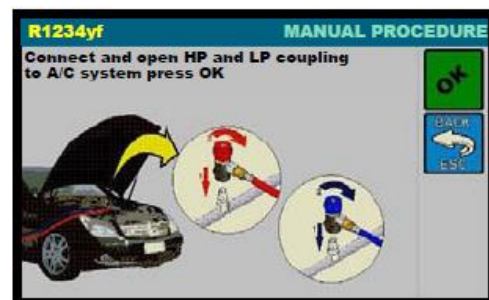 R1234yf MANUAL PROCEDURE
Connect and open HP and LP coupling
to A/C system press OK
OK
BACK
ESC